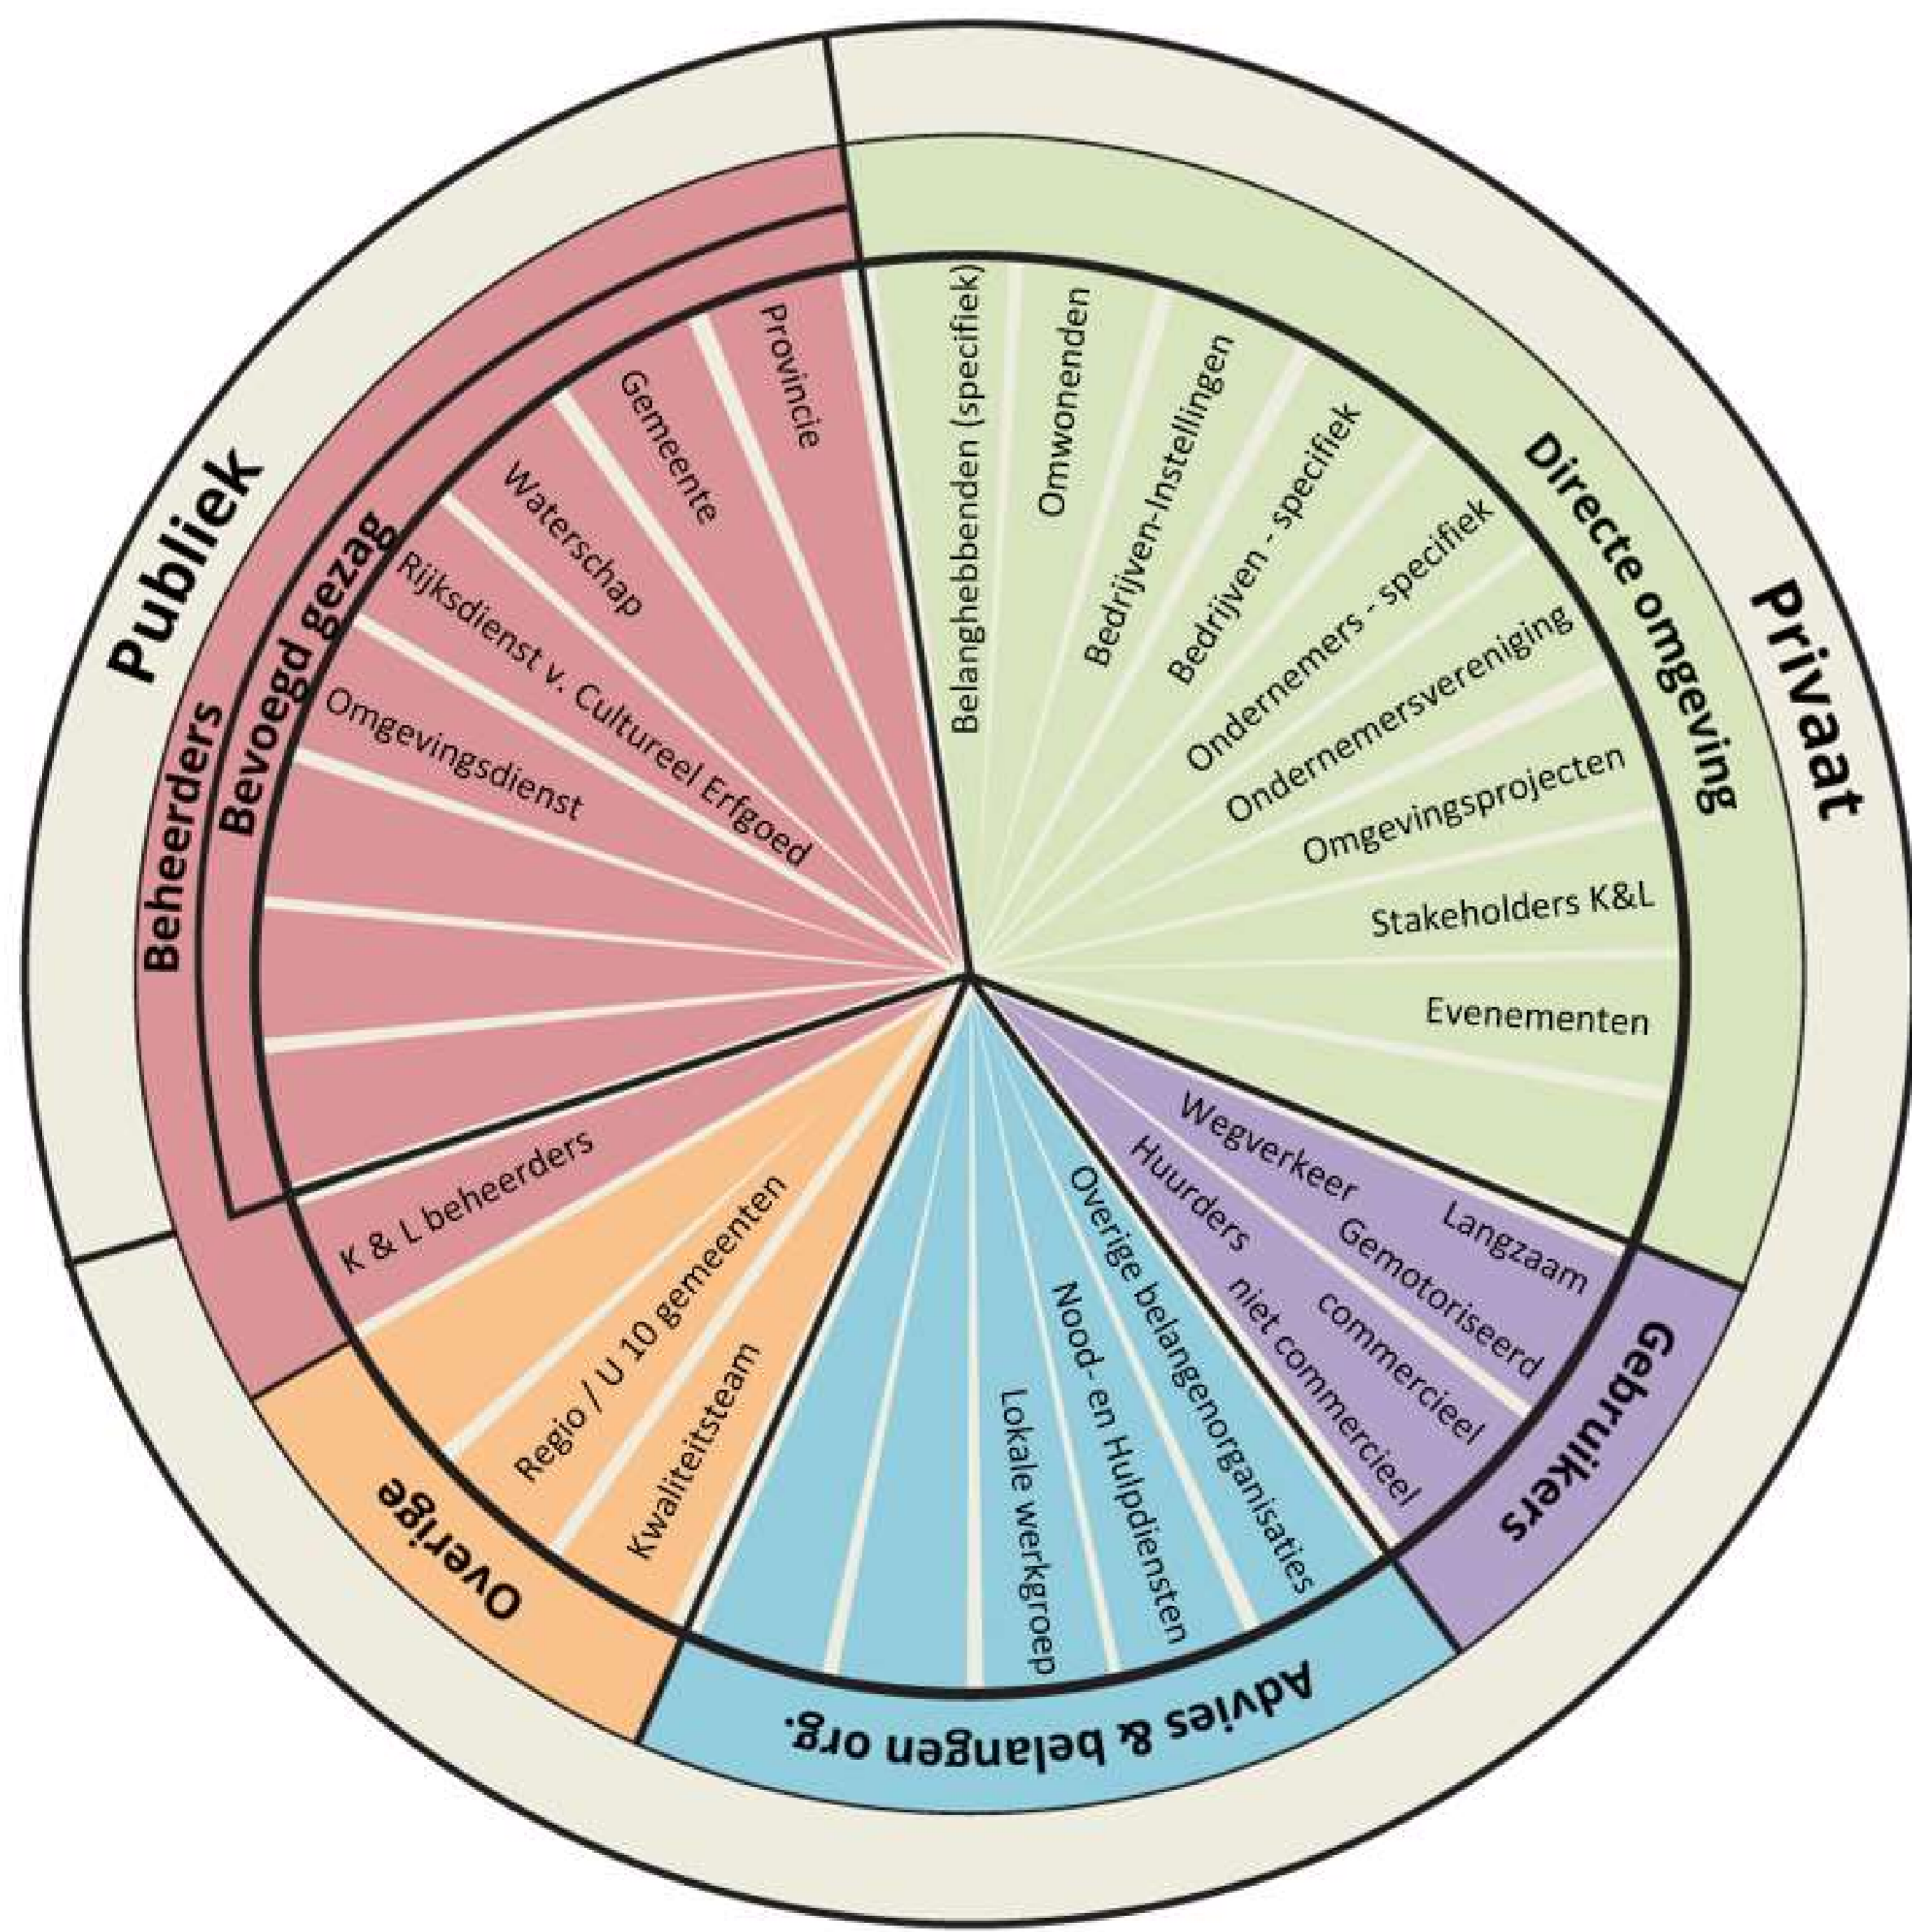 Publiek
Privaat
Beheerders
Bevoegd gezag
Directe omgeving
Gebruikers
Advies & belangen org.
Overige
Belanghebbenden (specifiek)
Omwonenden
Bedrijven-Instellingen
Bedrijven - specifiek
Ondernemers - specifiek
Ondernemersvereniging
Omgevingsprojecten
Stakeholders K&L
Evenementen
Wegverkeer
Langzaam
Gemotoriseerd
Huurders
commercieel
niet commercieel
Overige belangenorganisaties
Nood- en Hulpdiensten
Lokale werkgroep
Kwaliteitsteam
Regio / U 10 gemeenten
K & L beheerders
Omgevingsdienst
Rijksdienst v. Cultureel Erfgoed
Waterschap
Gemeente
Provincie